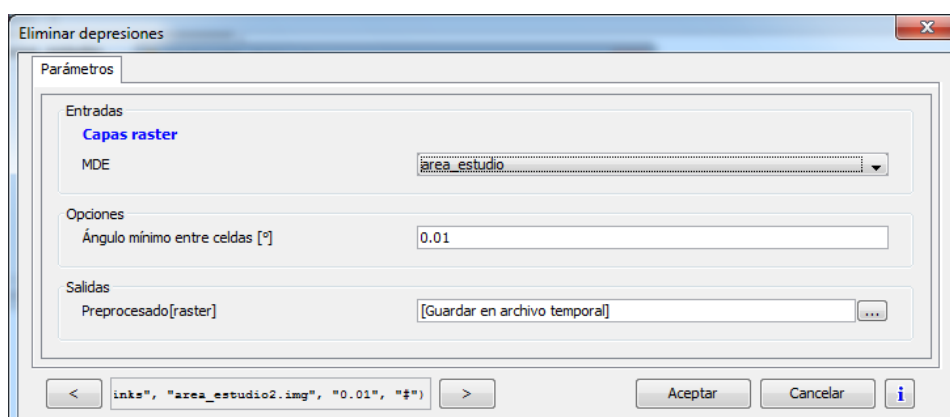 Eliminar depresiones
Parámetros
Entradas
Capas raster
MDE
area_estudio
Opciones
Ángulo mínimo entre celdas [º]
0.01
Salidas
Preprocesado[raster]
[Guardar en archivo temporal]
...
< inks", "area_estudio2.img", "0.01", "#") > Aceptar Cancelar i